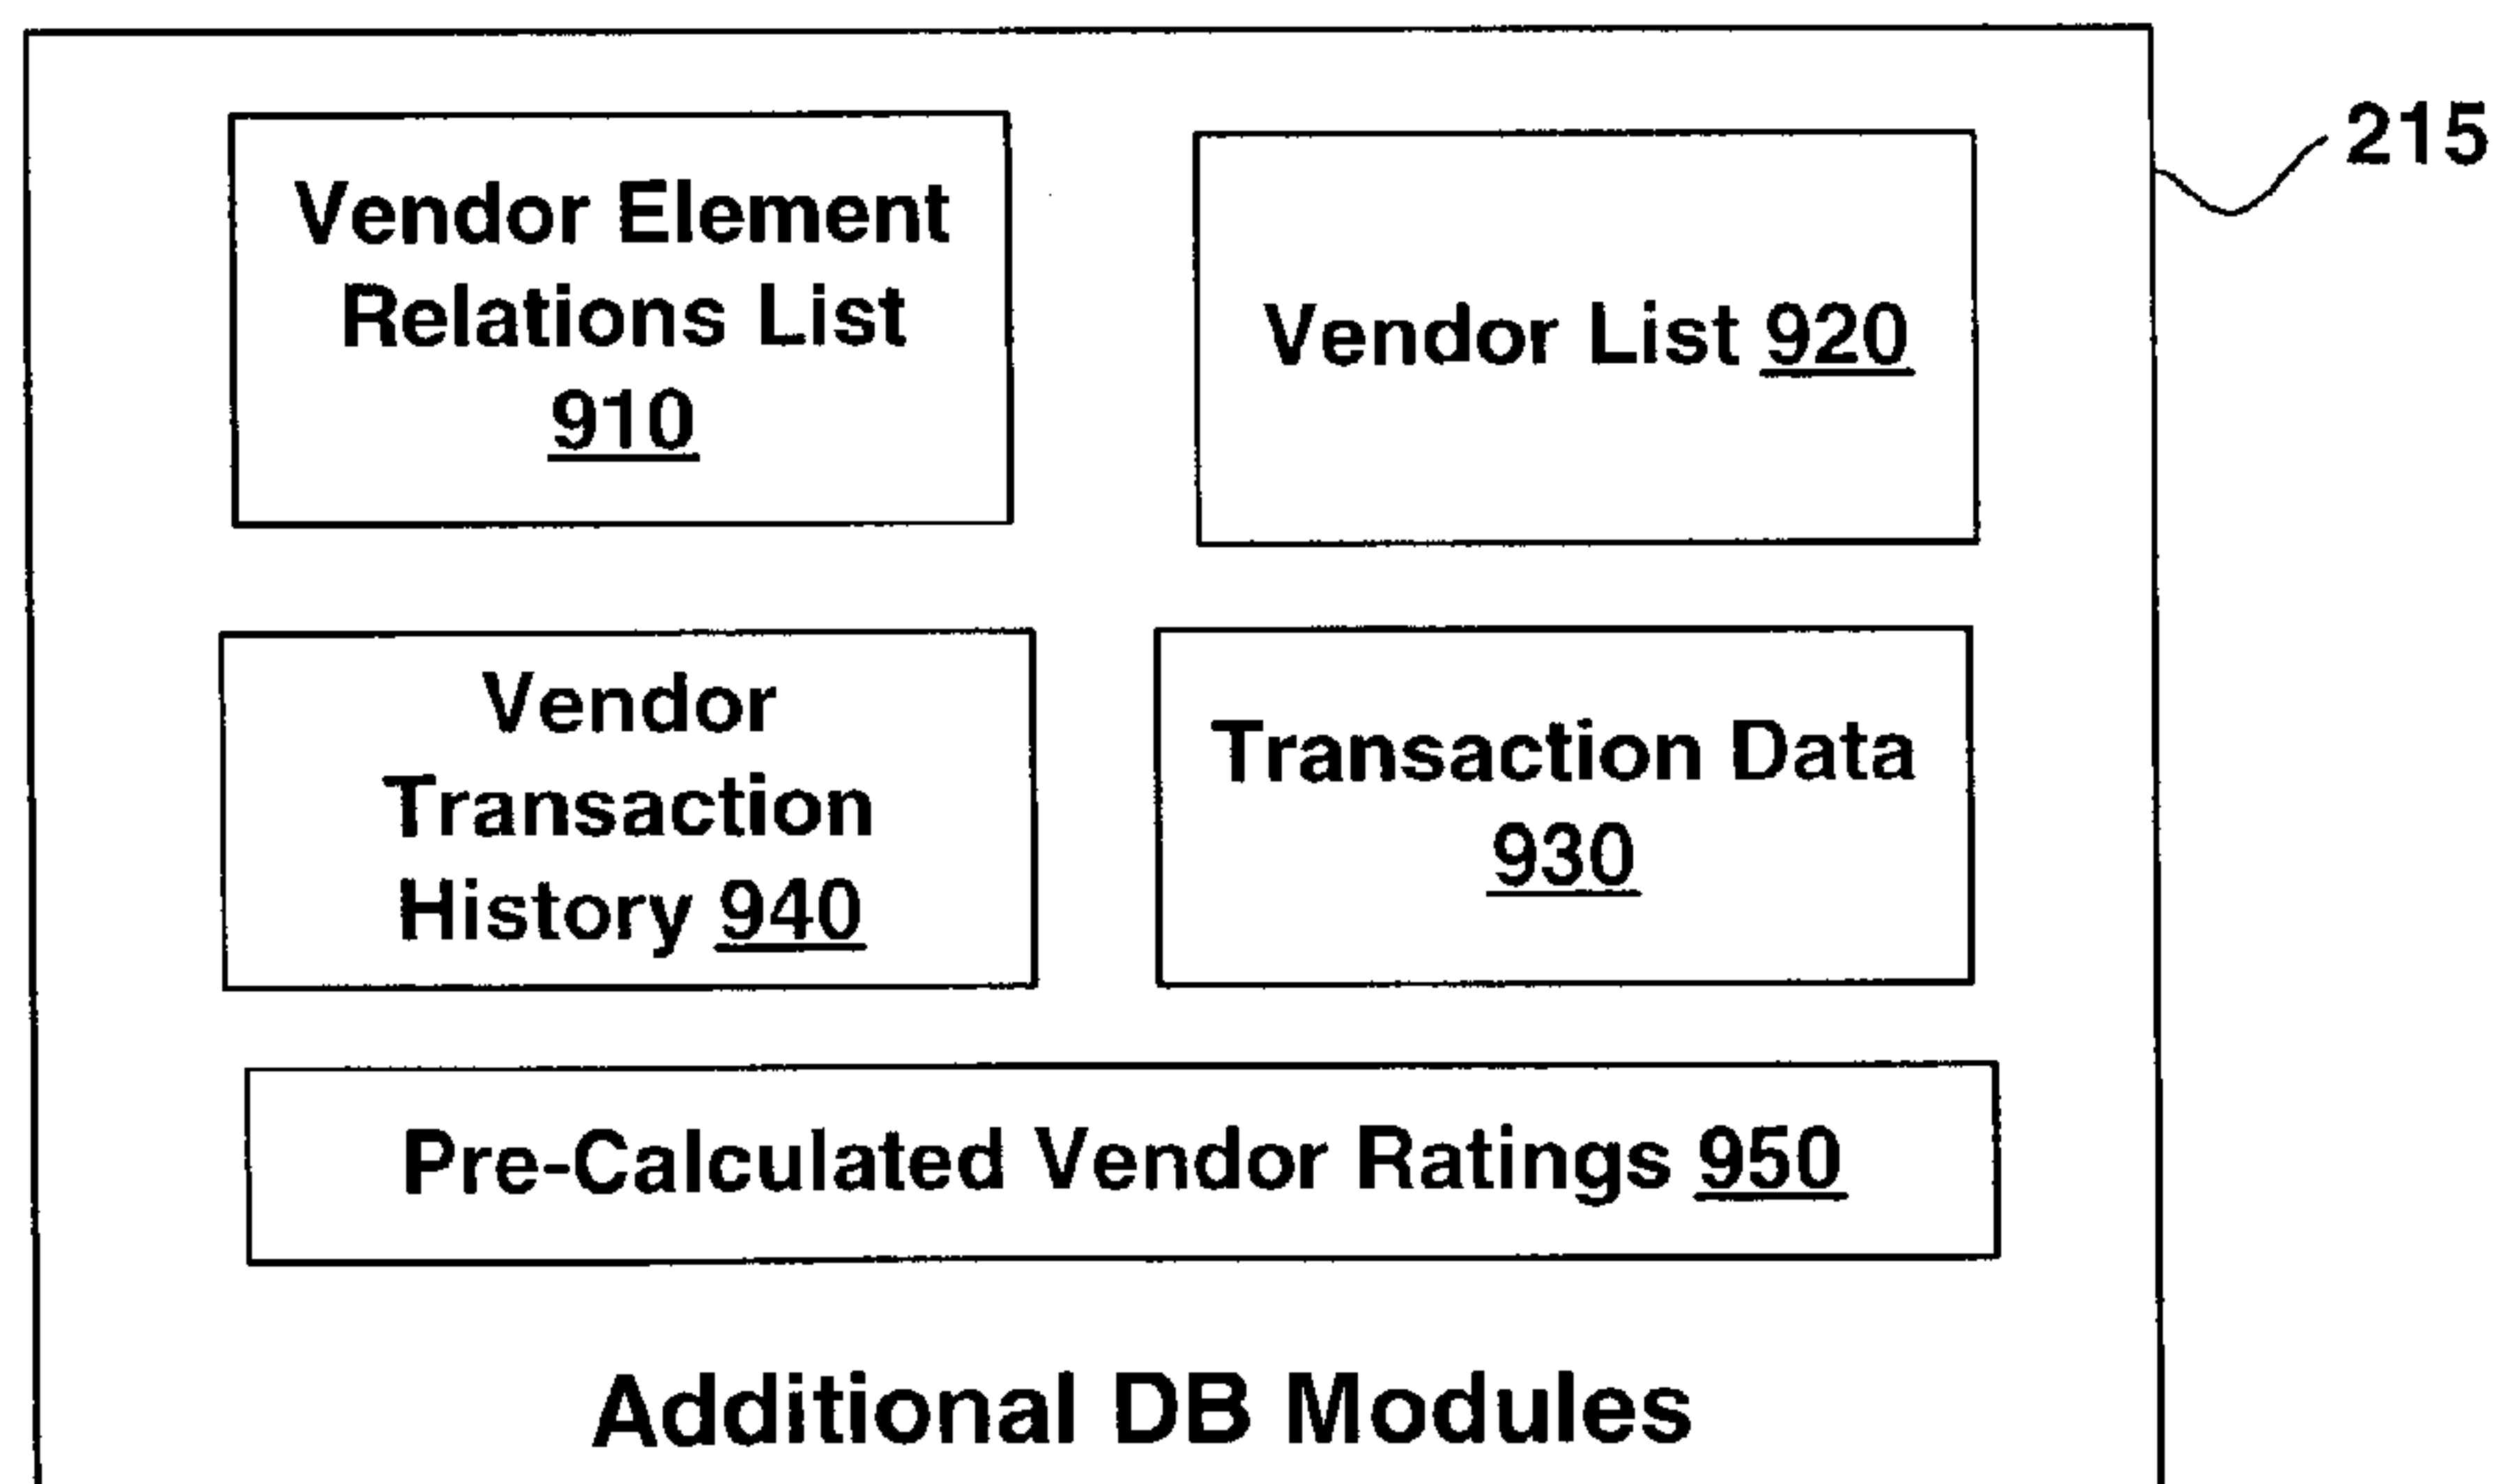 Vendor Element
Relations List
910
Vendor List 920
215
Vendor
Transaction
History 940
Transaction Data
930
Pre-Calculated Vendor Ratings 950
Additional DB Modules